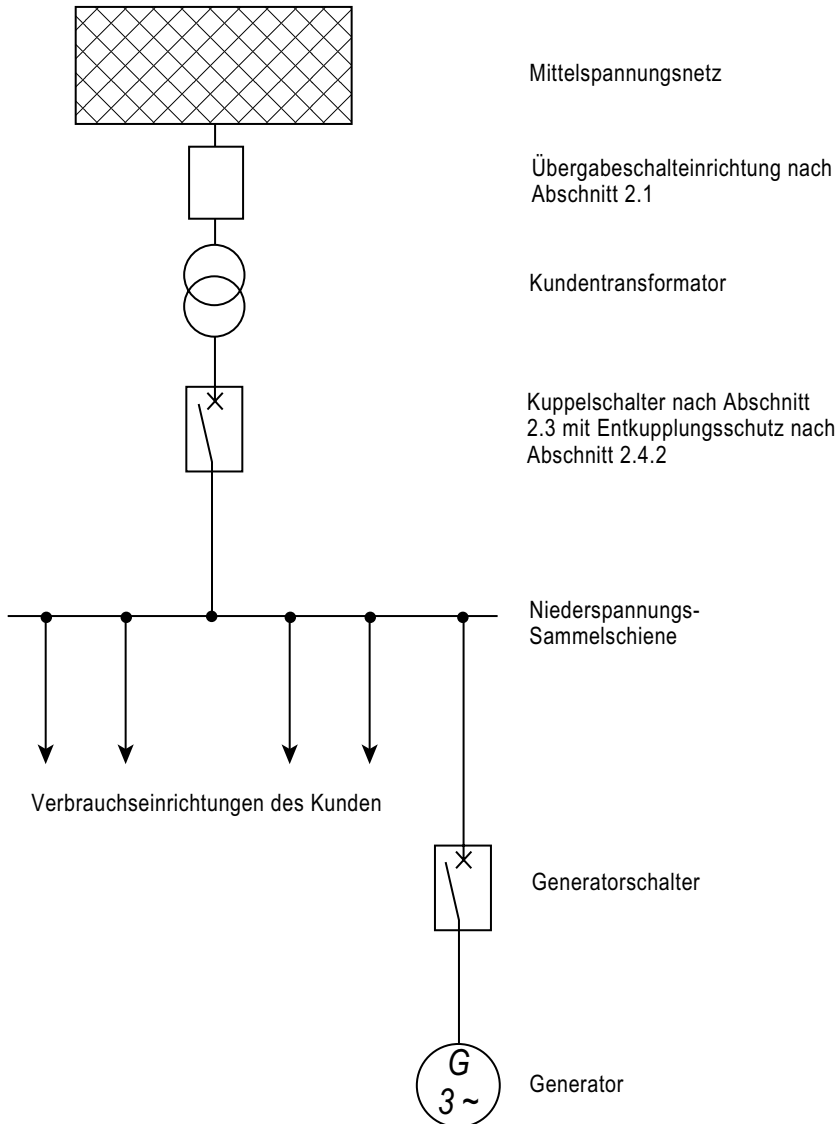 Mittelspannungsnetz
Übergabeschalteinrichtung nach
Abschnitt 2.1
Kundentransformator
Kuppelschalter nach Abschnitt
2.3 mit Entkupplungsschutz nach
Abschnitt 2.4.2
Niederspannungs-
Sammelschiene
Verbrauchseinrichtungen des Kunden
Generatorschalter
G
3 ~
Generator